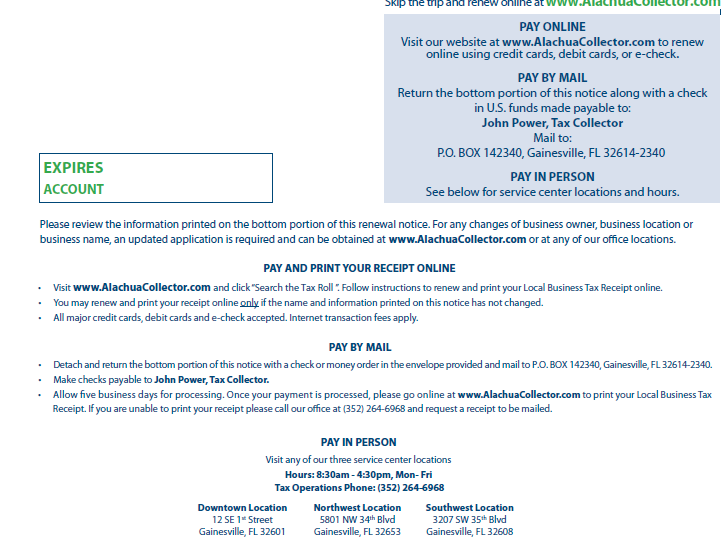 Skip the trip and renew online at www.AlachuaCollector.com
PAY ONLINE
Visit our website at www.AlachuaCollector.com to renew
online using credit cards, debit cards, or e-check.
PAY BY MAIL
Return the bottom portion of this notice along with a check
in U.S. funds made payable to:
John Power, Tax Collector
Mail to:
P.O. BOX 142340, Gainesville, FL 32614-2340
PAY IN PERSON
See below for service center locations and hours.
EXPIRES
ACCOUNT
Please review the information printed on the bottom portion of this renewal notice. For any changes of business owner, business location or
business name, an updated application is required and can be obtained at www.AlachuaCollector.com or at any of our office locations.
PAY AND PRINT YOUR RECEIPT ONLINE
• Visit www.AlachuaCollector.com and click "Search the Tax Roll ". Follow instructions to renew and print your Local Business Tax Receipt online.
• You may renew and print your receipt online only if the name and information printed on this notice has not changed.
• All major credit cards, debit cards and e-check accepted. Internet transaction fees apply.
PAY BY MAIL
• Detach and return the bottom portion of this notice with a check or money order in the envelope provided and mail to P.O. BOX 142340, Gainesville, FL 32614-2340.
• Make checks payable to John Power, Tax Collector.
• Allow five business days for processing. Once your payment is processed, please go online at www.AlachuaCollector.com to print your Local Business Tax
Receipt. If you are unable to print your receipt please call our office at (352) 264-6968 and request a receipt to be mailed.
PAY IN PERSON
Visit any of our three service center locations
Hours: 8:30am - 4:30pm, Mon- Fri
Tax Operations Phone: (352) 264-6968
Downtown Location Northwest Location Southwest Location
12 SE 1st Street 5801 NW 34th Blvd 3207 SW 35th Blvd
Gainesville, FL 32601 Gainesville, FL 32653 Gainesville, FL 32608